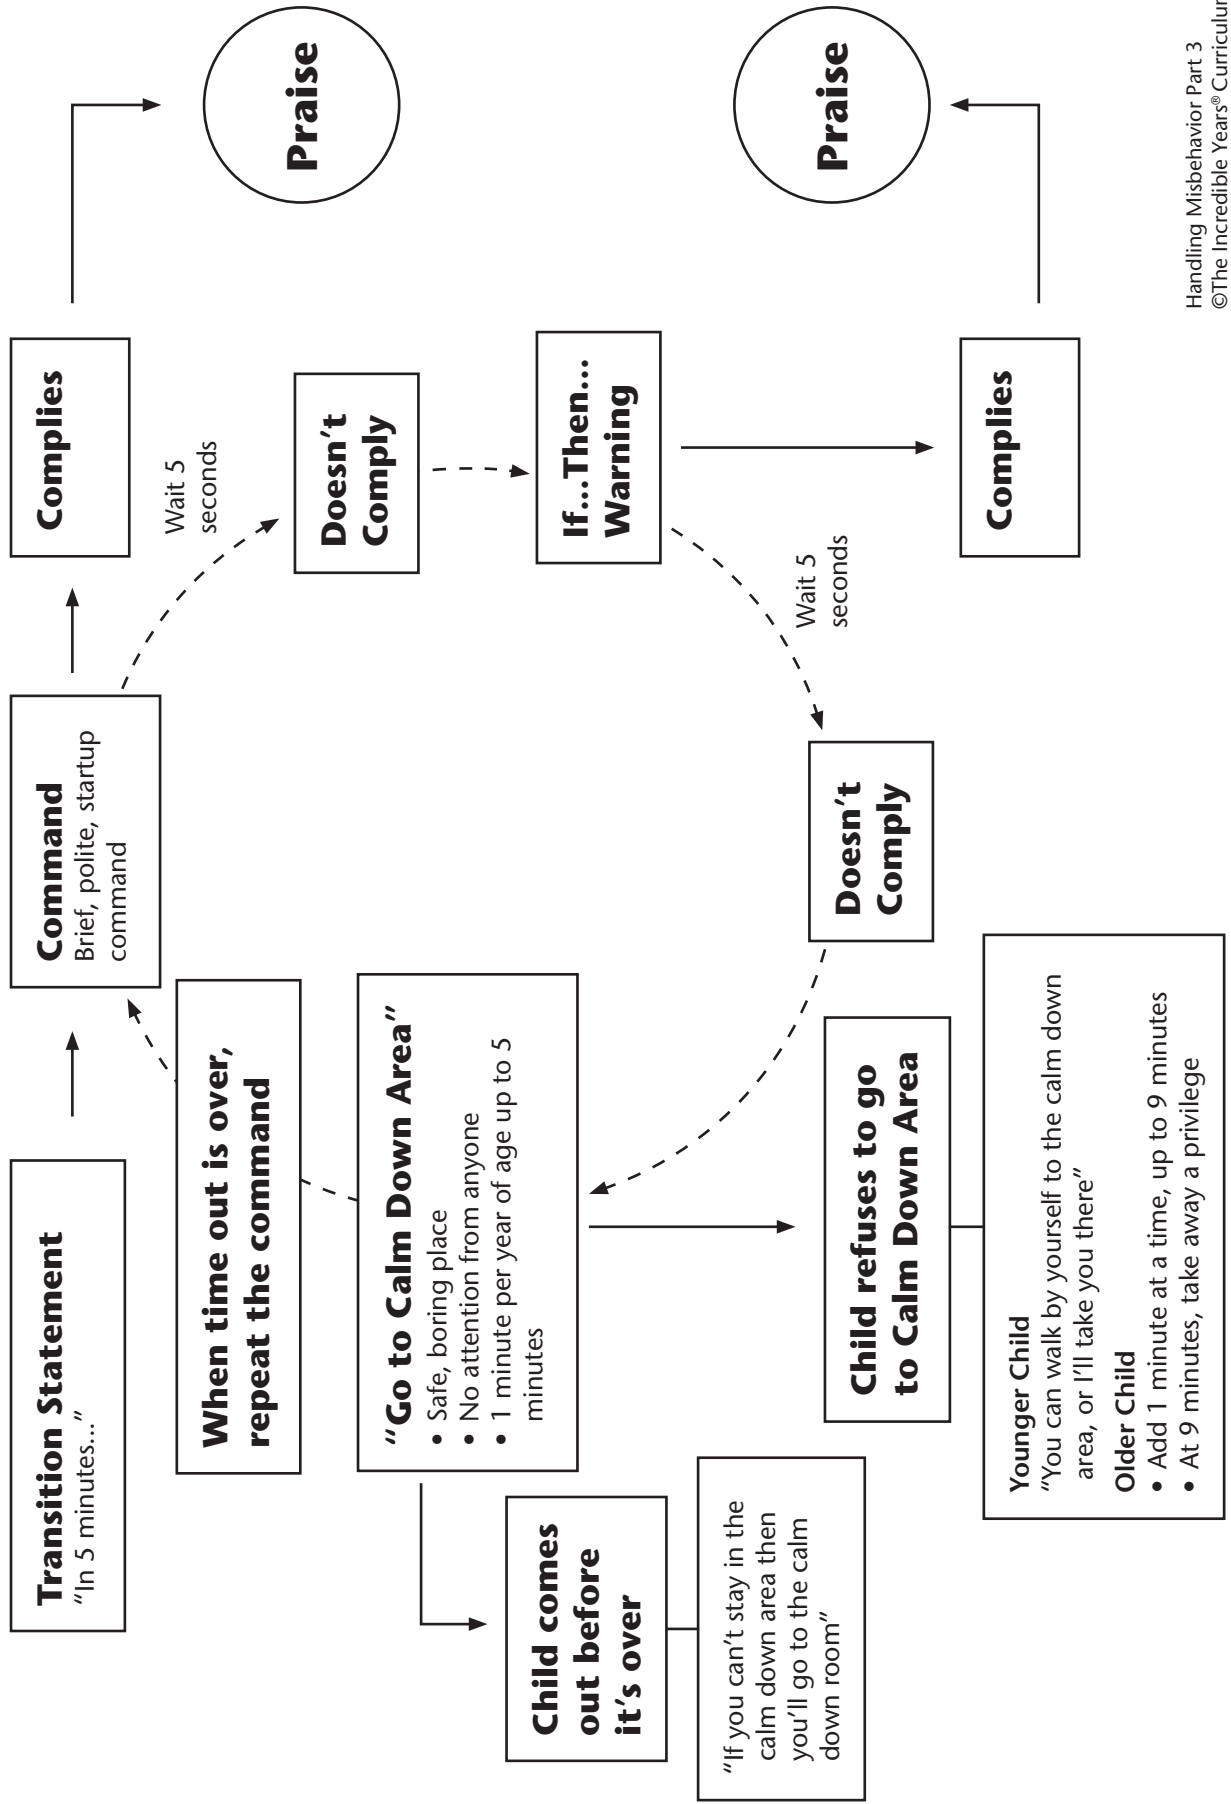 Transition Statement
“In 5 minutes...”
Command
Brief, polite, startup
command
Complies
Praise
Wait 5
seconds
Doesn’t
Comply
If...Then...
Warning
Wait 5
seconds
Complies
Praise
Doesn’t
Comply
When time out is over,
repeat the command
“Go to Calm Down Area”
• Safe, boring place
• No attention from anyone
• 1 minute per year of age up to 5
minutes
Child comes
out before
it’s over
“If you can’t stay in the
calm down area then
you’ll go to the calm
down room”
Child refuses to go
to Calm Down Area
Younger Child
“You can walk by yourself to the calm down
area, or I’ll take you there”
Older Child
• Add 1 minute at a time, up to 9 minutes
• At 9 minutes, take away a privilege
Handling Misbehavior Part 3
©The Incredible Years® Curriculum